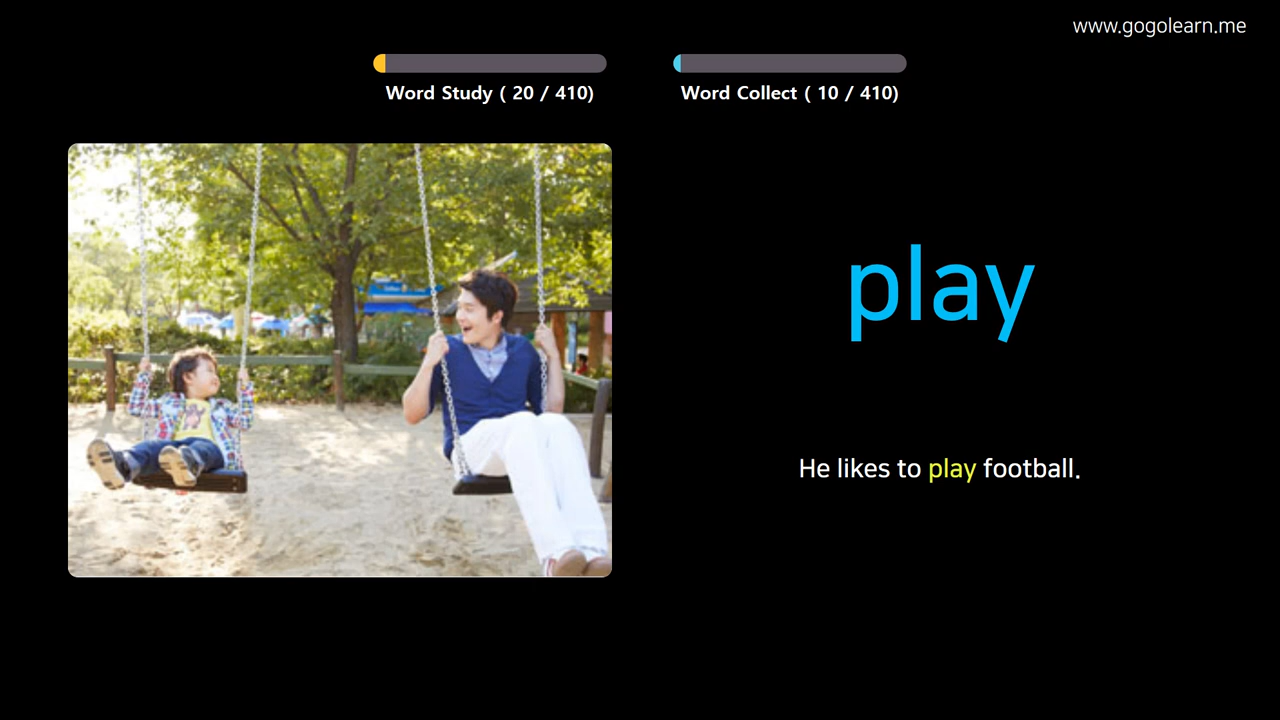 www.gogolearn.me
Word Study ( 20 / 410)
Word Collect ( 10 / 410)
play
He likes to play football.